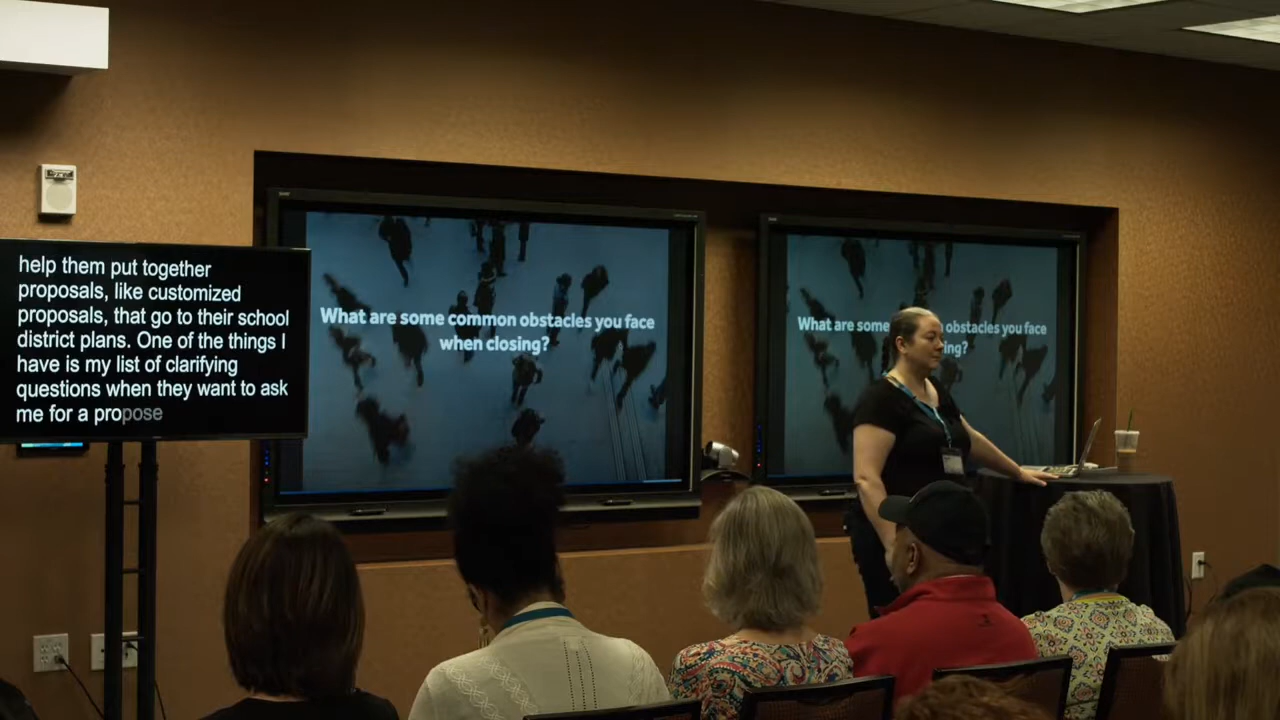 help them put together
proposals, like customized
proposals, that go to their school
district plans. One of the things I
have is my list of clarifying
questions when they want to ask
me for a propose
What are some common obstacles you face
when closing?
What are some obstacles you face